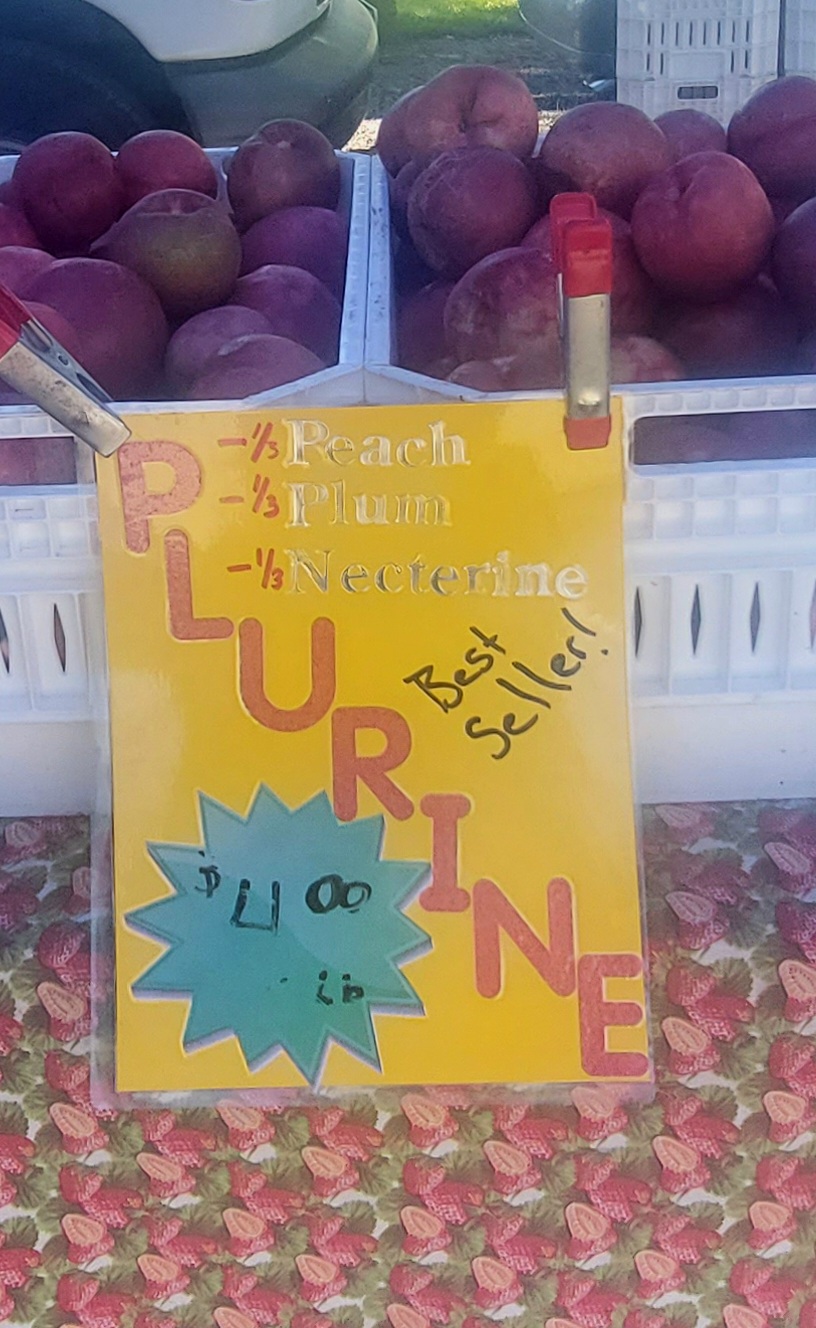 - 1/3 Peach
- 1/3 Plum
- 1/3 Necterine
PLURINE
Best
Seller!
$4.00
lb